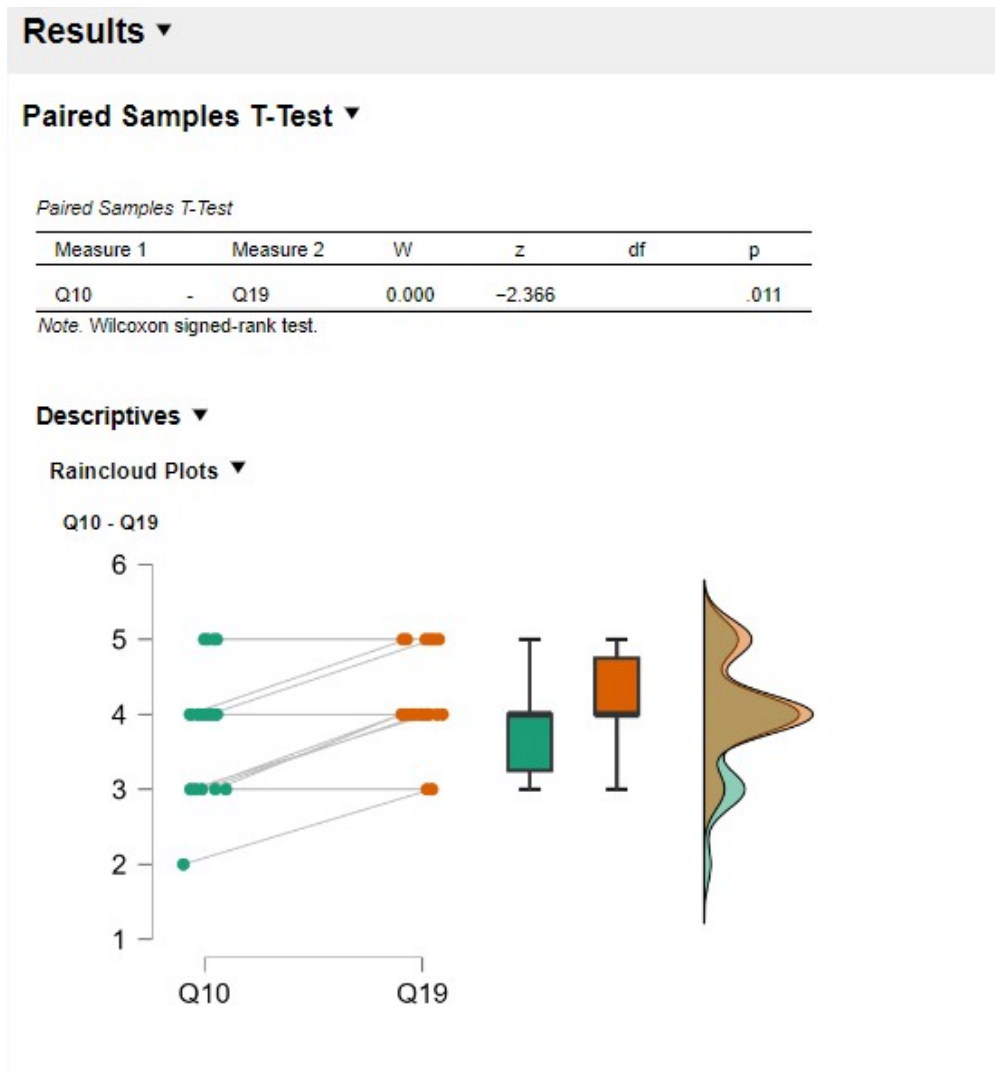 Results ▼
Paired Samples T-Test ▼
Paired Samples T-Test
Measure 1 Measure 2 W z df p
Q10 - Q19 0.000 −2.366 .011
Note. Wilcoxon signed-rank test.
Descriptives ▼
Raincloud Plots ▼
Q10 - Q19
6
5
4
3
2
1
Q10 Q19